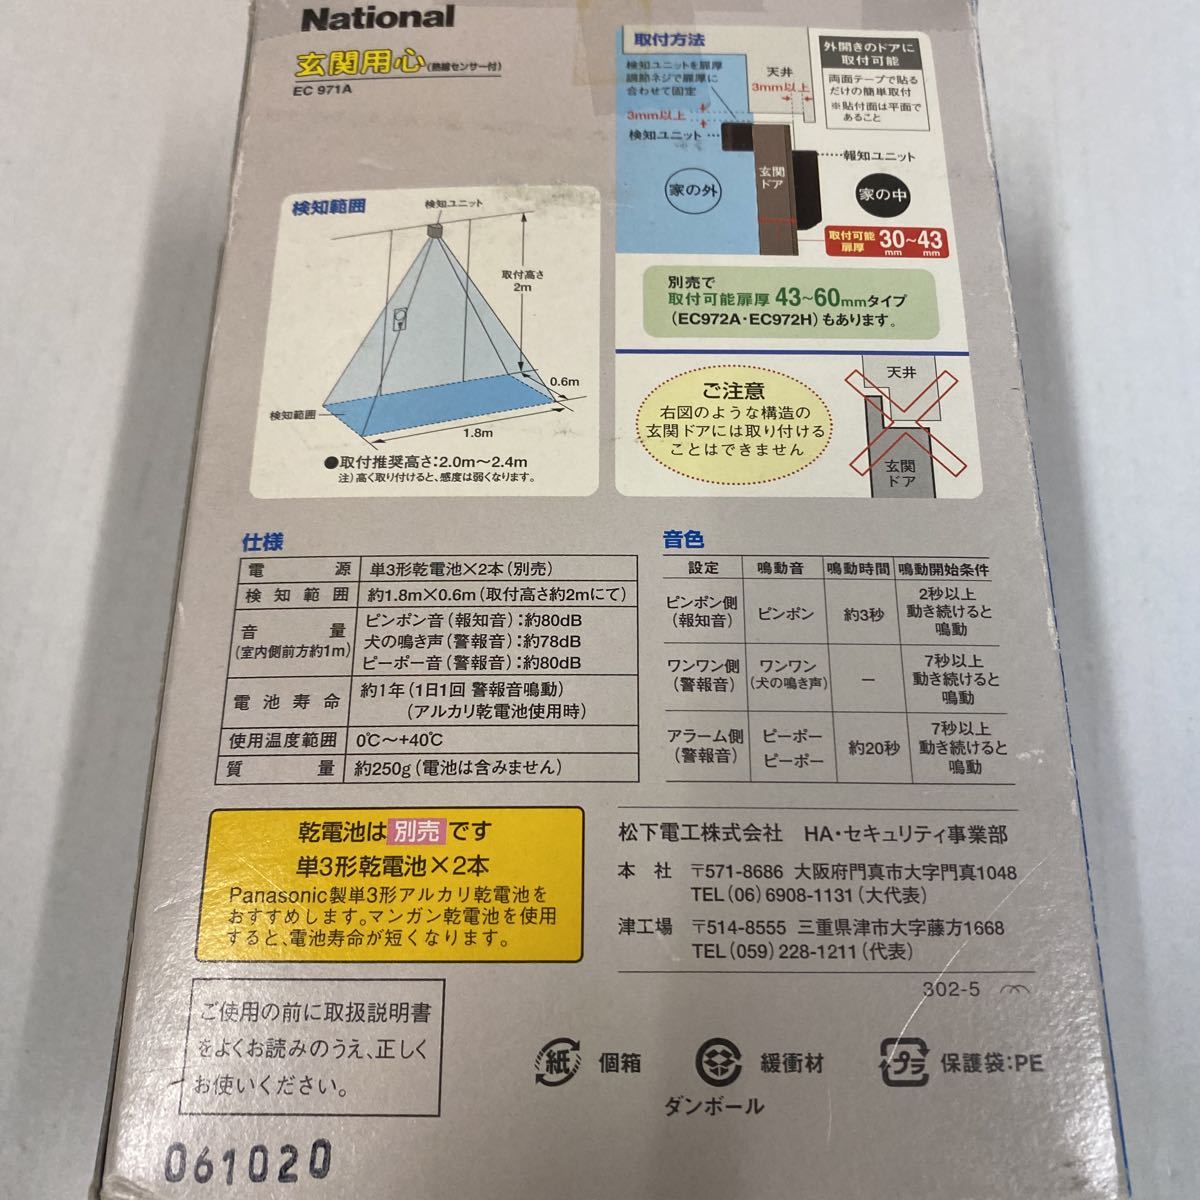 National
玄関用心(熱線センサー付)
EC 971A
検知範囲
検知ユニット
取付高さ
2m
0.6m
検知範囲
1.8m
●取付推奨高さ:2.0m〜2.4m
注)高く取り付けると、感度は弱くなります。
取付方法
検知ユニットを扉厚
調節ネジで扉厚に
合わせて固定
天井
3mm以上
3mm以上
検知ユニット
外開きのドアに
取付可能
両面テープで貼る
だけの簡単取付
※貼付面は平面で
あること
報知ユニット
玄関
ドア
家の外
家の中
取付可能
扉厚
30〜43
mm mm
別売で
取付可能扉厚 43〜60mmタイプ
(EC972A・EC972H)もあります。
ご注意
右図のような構造の
玄関ドアには取り付ける
ことはできません
天井
玄関
ドア
仕様
電源 単3形乾電池×2本(別売)
検知範囲 約1.8m×0.6m(取付高さ約2mにて)
音量
(室内側前方約1m)
ピンポン音(報知音):約80dB
犬の鳴き声(警報音):約78dB
ピーポー音(警報音):約80dB
電池寿命 約1年(1日1回 警報音鳴動)
(アルカリ乾電池使用時)
使用温度範囲 0℃〜+40℃
質量 約250g(電池は含みません)
音色
設定 鳴動音 鳴動時間 鳴動開始条件
ピンポン側
(報知音)
ピンポン
約3秒
2秒以上
動き続けると
鳴動
ワンワン側
(警報音)
ワンワン
(犬の鳴き声)
−
7秒以上
動き続けると
鳴動
アラーム側
(警報音)
ピーポー
ピーポー
約20秒
7秒以上
動き続けると
鳴動
乾電池は別売です
単3形乾電池×2本
Panasonic製単3形アルカリ乾電池を
おすすめします。マンガン乾電池を使用
すると、電池寿命が短くなります。
松下電工株式会社 HA・セキュリティ事業部
本社 〒571-8686 大阪府門真市大字門真1048
TEL(06)6908-1131(大代表)
津工場 〒514-8555 三重県津市大字藤方1668
TEL(059)228-1211(代表)
302-5
ご使用の前に取扱説明書
をよくお読みのうえ、正しく
お使いください。
紙 個箱
緩衝材
ダンボール
プラ 保護袋:PE
061020